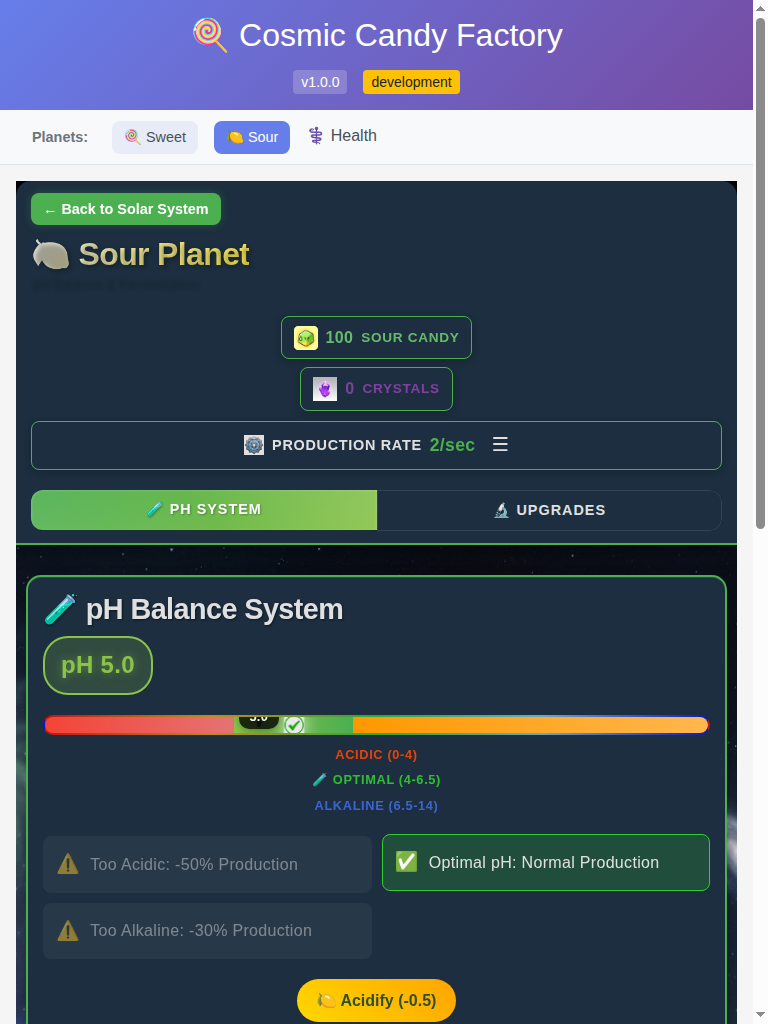 Cosmic Candy Factory
v1.0.0 development
Planets: Sweet Sour Health
← Back to Solar System
Sour Planet
100 SOUR CANDY
0 CRYSTALS
PRODUCTION RATE 2/sec ☰
PH SYSTEM UPGRADES
pH Balance System
pH 5.0
5.0
ACIDIC (0-4)
OPTIMAL (4-6.5)
ALKALINE (6.5-14)
Too Acidic: -50% Production
Optimal pH: Normal Production
Too Alkaline: -30% Production
Acidify (-0.5)